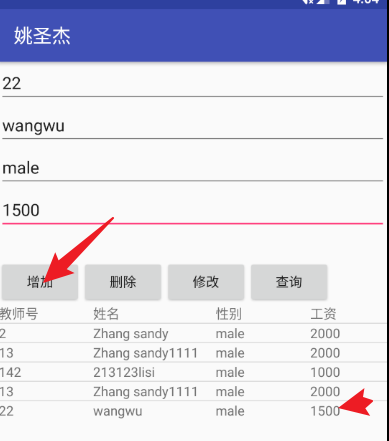 姚圣杰
22
wangwu
male
1500
增加 删除 修改 查询
教师号 姓名 性别 工资
2 Zhang sandy male 2000
13 Zhang sandy1111 male 2000
142 213123lisi male 1000
13 Zhang sandy1111 male 2000
22 wangwu male 1500